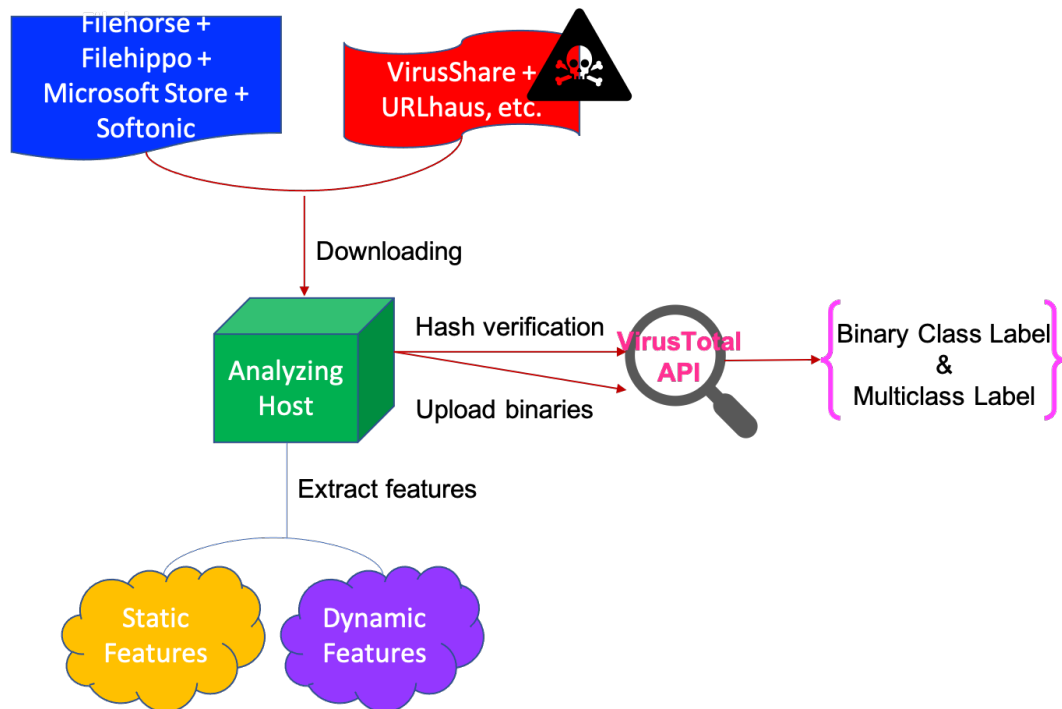 Filehorse +
Filehippo +
Microsoft Store +
Softonic
VirusShare +
URLhaus, etc.
Downloading
Analyzing
Host
Hash verification
Upload binaries
VirusTotal
API
Binary Class Label
&
Multiclass Label
Extract features
Static
Features
Dynamic
Features